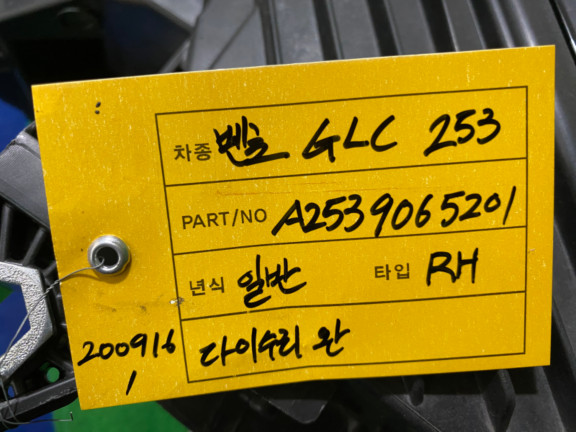 차종 벤츠 GLC 253
PART/NO A2539065201
년식 일반 타입 RH
200916 다이수리 완
1